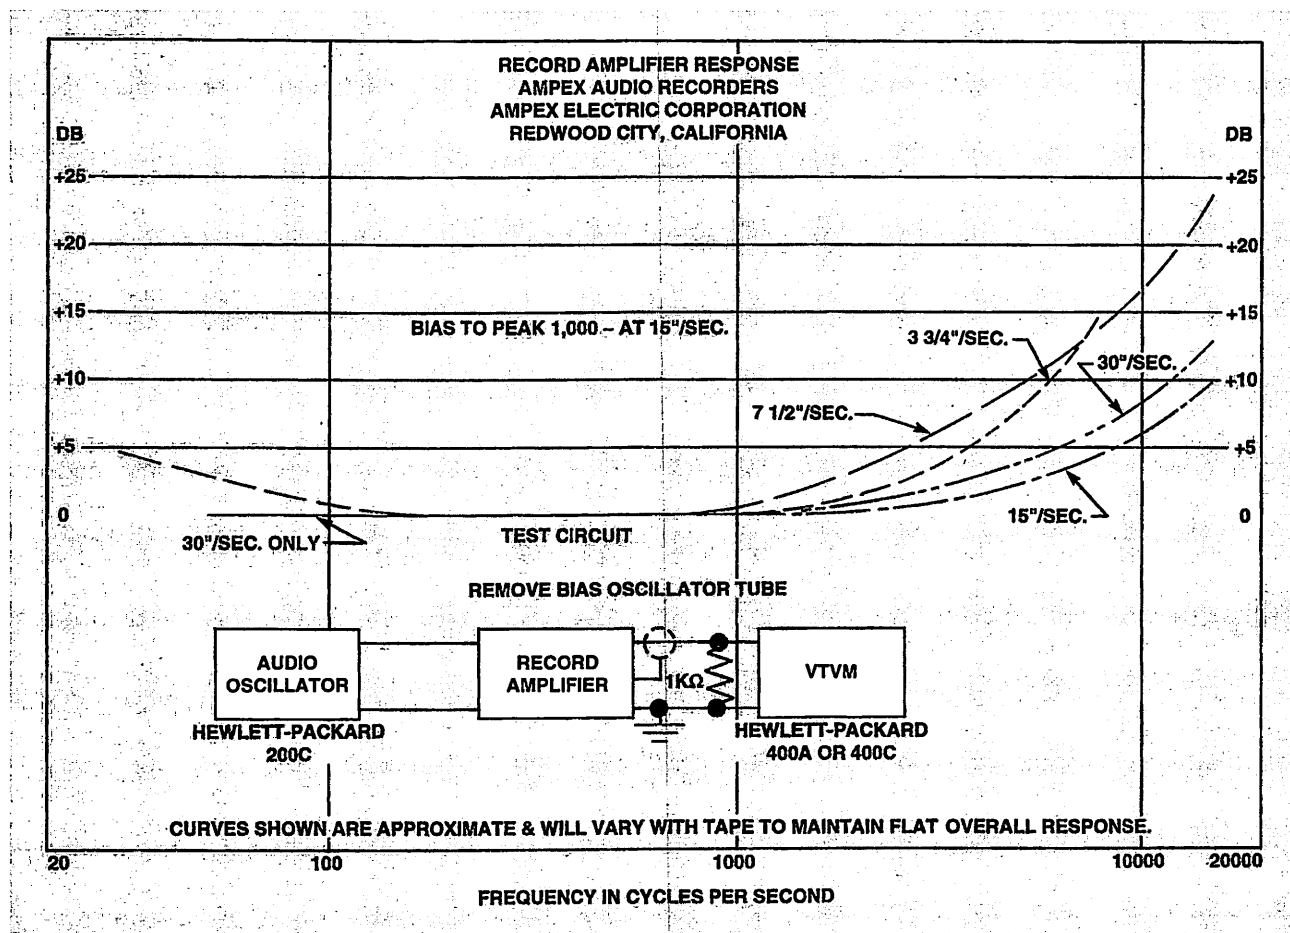 RECORD AMPLIFIER RESPONSE
AMPEX AUDIO RECORDERS
AMPEX ELECTRIC CORPORATION
REDWOOD CITY, CALIFORNIA
DB
DB
+25
+25
+20
+20
+15
+15
BIAS TO PEAK 1,000 ~ AT 15"/SEC.
3 3/4"/SEC.
30"/SEC.
+10
+10
7 1/2"/SEC.
+5
+5
0
15"/SEC.
0
30"/SEC. ONLY
TEST CIRCUIT
REMOVE BIAS OSCILLATOR TUBE
AUDIO
OSCILLATOR
RECORD
AMPLIFIER
1KΩ
VTVM
HEWLETT-PACKARD
200C
HEWLETT-PACKARD
400A OR 400C
CURVES SHOWN ARE APPROXIMATE & WILL VARY WITH TAPE TO MAINTAIN FLAT OVERALL RESPONSE.
20
100
1000
10000
20000
FREQUENCY IN CYCLES PER SECOND